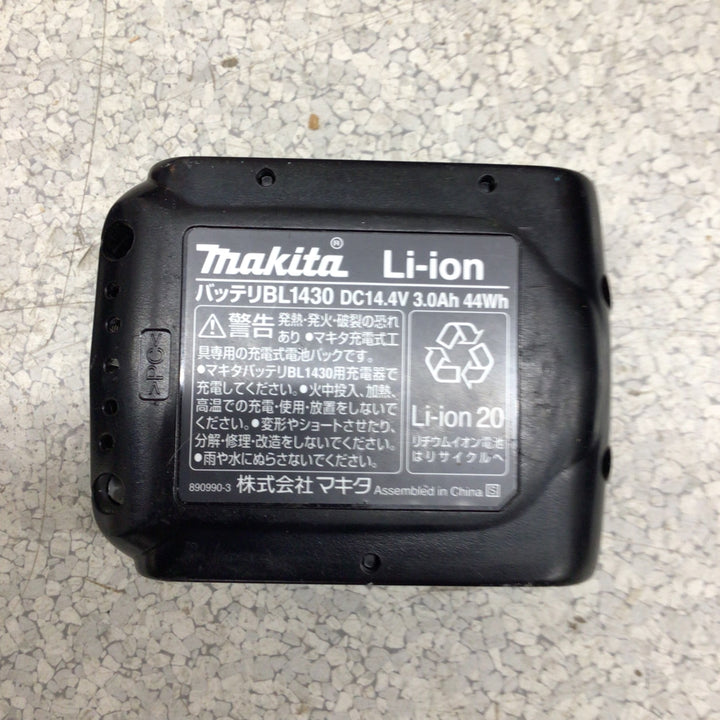 makita® Li-ion
バッテリBL1430 DC14.4V 3.0Ah 44Wh
警告 発熱・発火・破裂の恐れ
あり ●マキタ充電式工
具専用の充電式電池パックです。
●マキタバッテリBL1430用充電器で
充電してください。●火中投入、加熱、
高温での充電・使用・放置をしないで
ください。●変形やショートさせたり、
分解・修理・改造をしないでください。
●雨や水にぬらさないでください。
Li-ion 20
リチウムイオン電池
はリサイクルへ
890990-3 株式会社マキタ Assembled in China S
>PC<